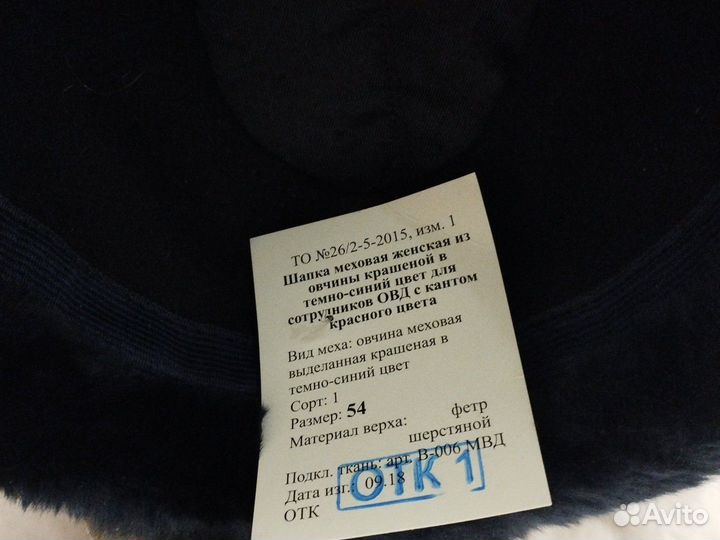 ТО №26/2-5-2015, изм. 1
Шапка меховая женская из
овчины крашеной в
темно-синий цвет для
сотрудников ОВД с кантом
красного цвета
Вид меха: овчина меховая
выделанная крашеная в
темно-синий цвет
Сорт: 1
Размер: 54
Материал верха: фетр
шерстяной
Подкл. ткань: арт. В-006 МВД
Дата изг.: 09.18
ОТК
ОТК 1
Avito